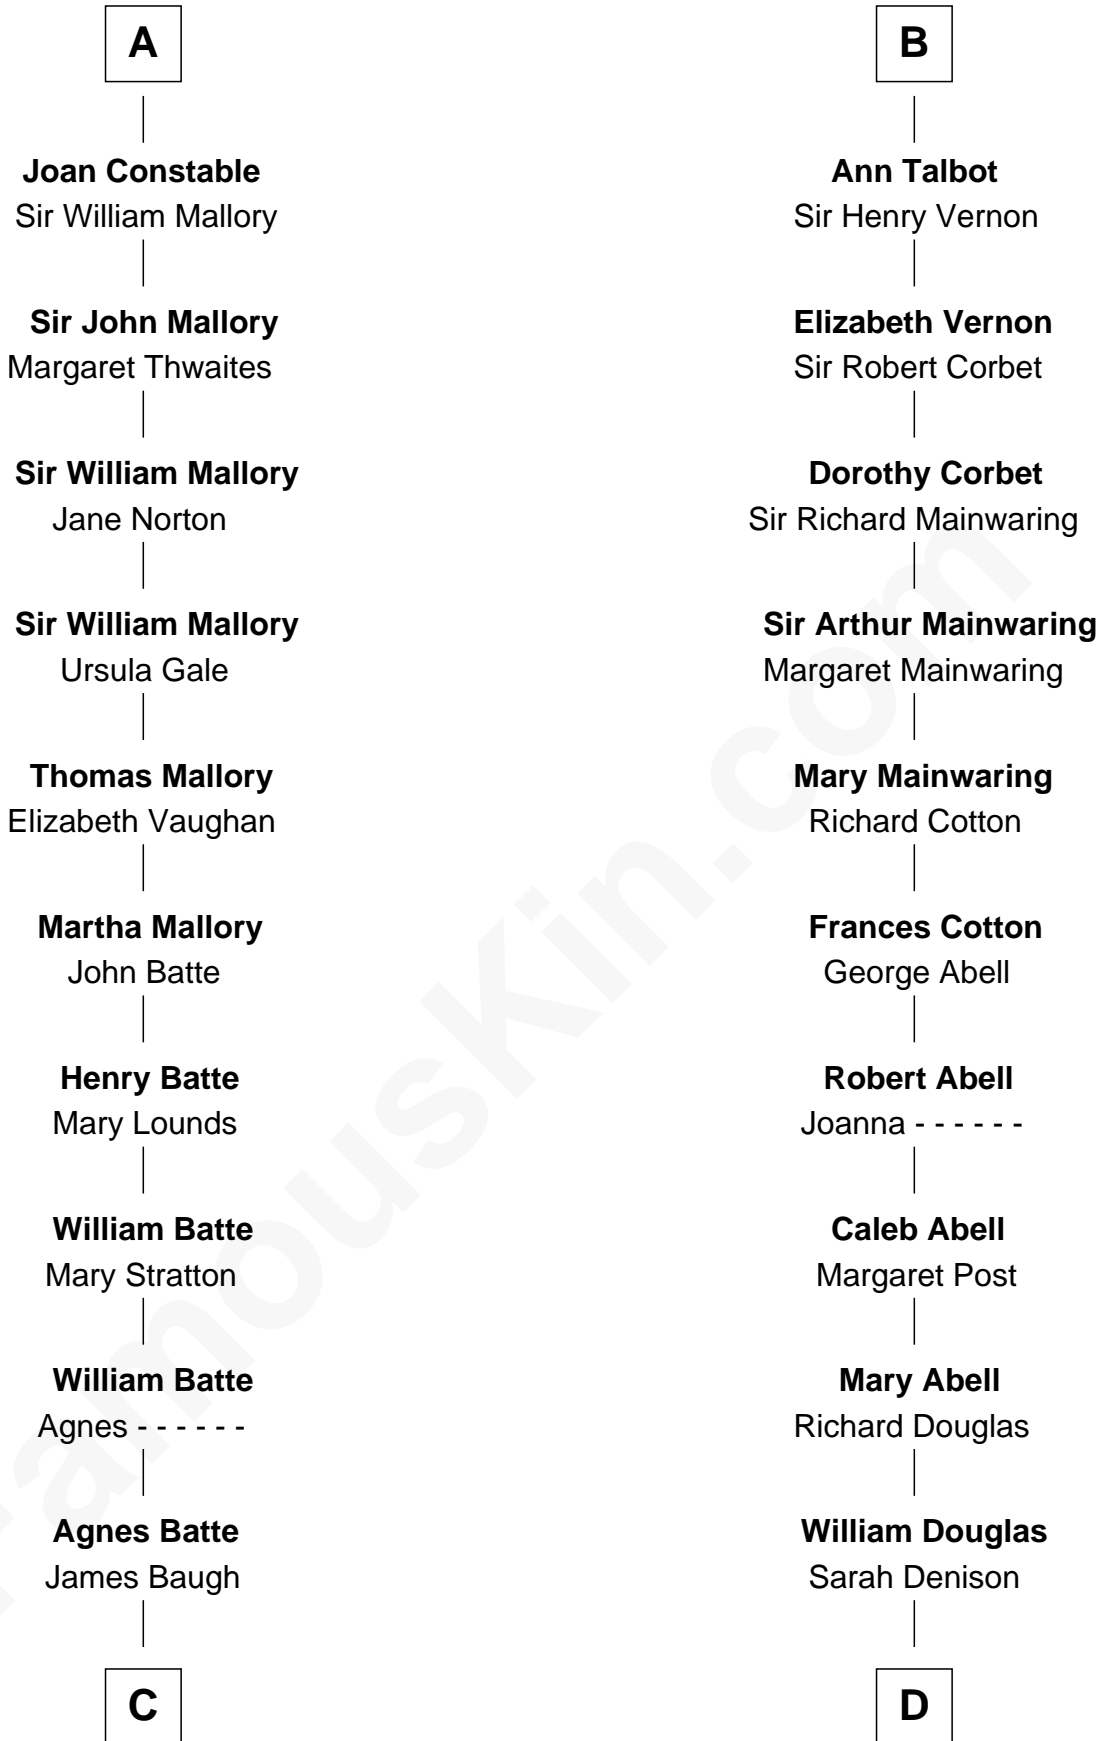 A
Joan Constable
Sir William Mallory
Sir John Mallory
Margaret Thwaites
Sir William Mallory
Jane Norton
Sir William Mallory
Ursula Gale
Thomas Mallory
Elizabeth Vaughan
Martha Mallory
John Batte
Henry Batte
Mary Lounds
William Batte
Mary Stratton
William Batte
Agnes - - - - - -
Agnes Batte
James Baugh
C
B
Ann Talbot
Sir Henry Vernon
Elizabeth Vernon
Sir Robert Corbet
Dorothy Corbet
Sir Richard Mainwaring
Sir Arthur Mainwaring
Margaret Mainwaring
Mary Mainwaring
Richard Cotton
Frances Cotton
George Abell
Robert Abell
Joanna - - - - - -
Caleb Abell
Margaret Post
Mary Abell
Richard Douglas
William Douglas
Sarah Denison
D
FamousKin.com